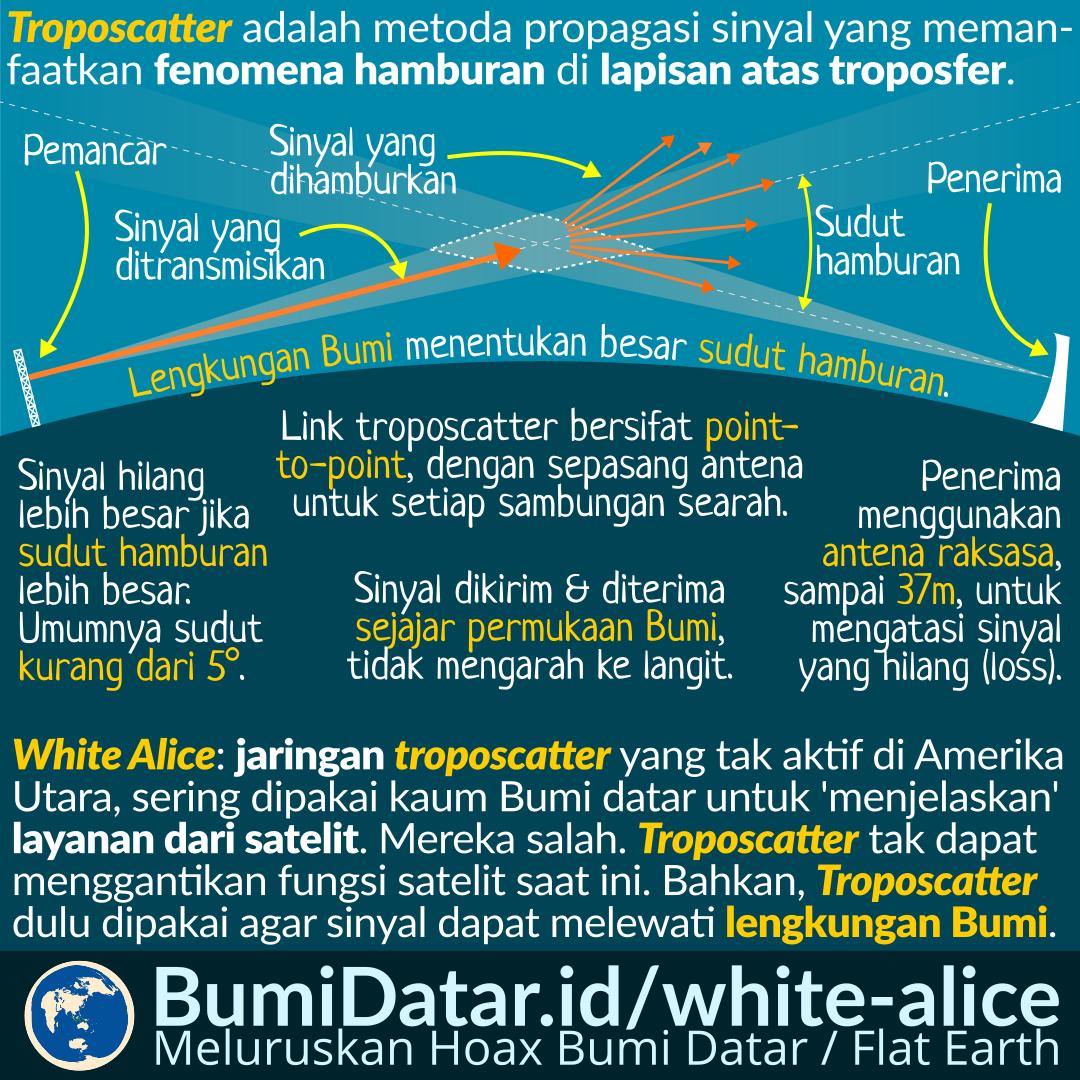 Troposcatter adalah metoda propagasi sinyal yang meman-
faatkan fenomena hamburan di lapisan atas troposfer.
Pemancar
Sinyal yang
dihamburkan
Penerima
Sinyal yang
ditransmisikan
Sudut
hamburan
Lengkungan Bumi menentukan besar sudut hamburan.
Link troposcatter bersifat point-
to-point, dengan sepasang antena
untuk setiap sambungan searah.
Sinyal hilang
lebih besar jika
sudut hamburan
lebih besar.
Umumnya sudut
kurang dari 5°.
Sinyal dikirim & diterima
sejajar permukaan Bumi,
tidak mengarah ke langit.
Penerima
menggunakan
antena raksasa,
sampai 37m, untuk
mengatasi sinyal
yang hilang (loss).
White Alice: jaringan troposcatter yang tak aktif di Amerika
Utara, sering dipakai kaum Bumi datar untuk 'menjelaskan'
layanan dari satelit. Mereka salah. Troposcatter tak dapat
menggantikan fungsi satelit saat ini. Bahkan, Troposcatter
dulu dipakai agar sinyal dapat melewati lengkungan Bumi.
BumiDatar.id/white-alice
Meluruskan Hoax Bumi Datar / Flat Earth